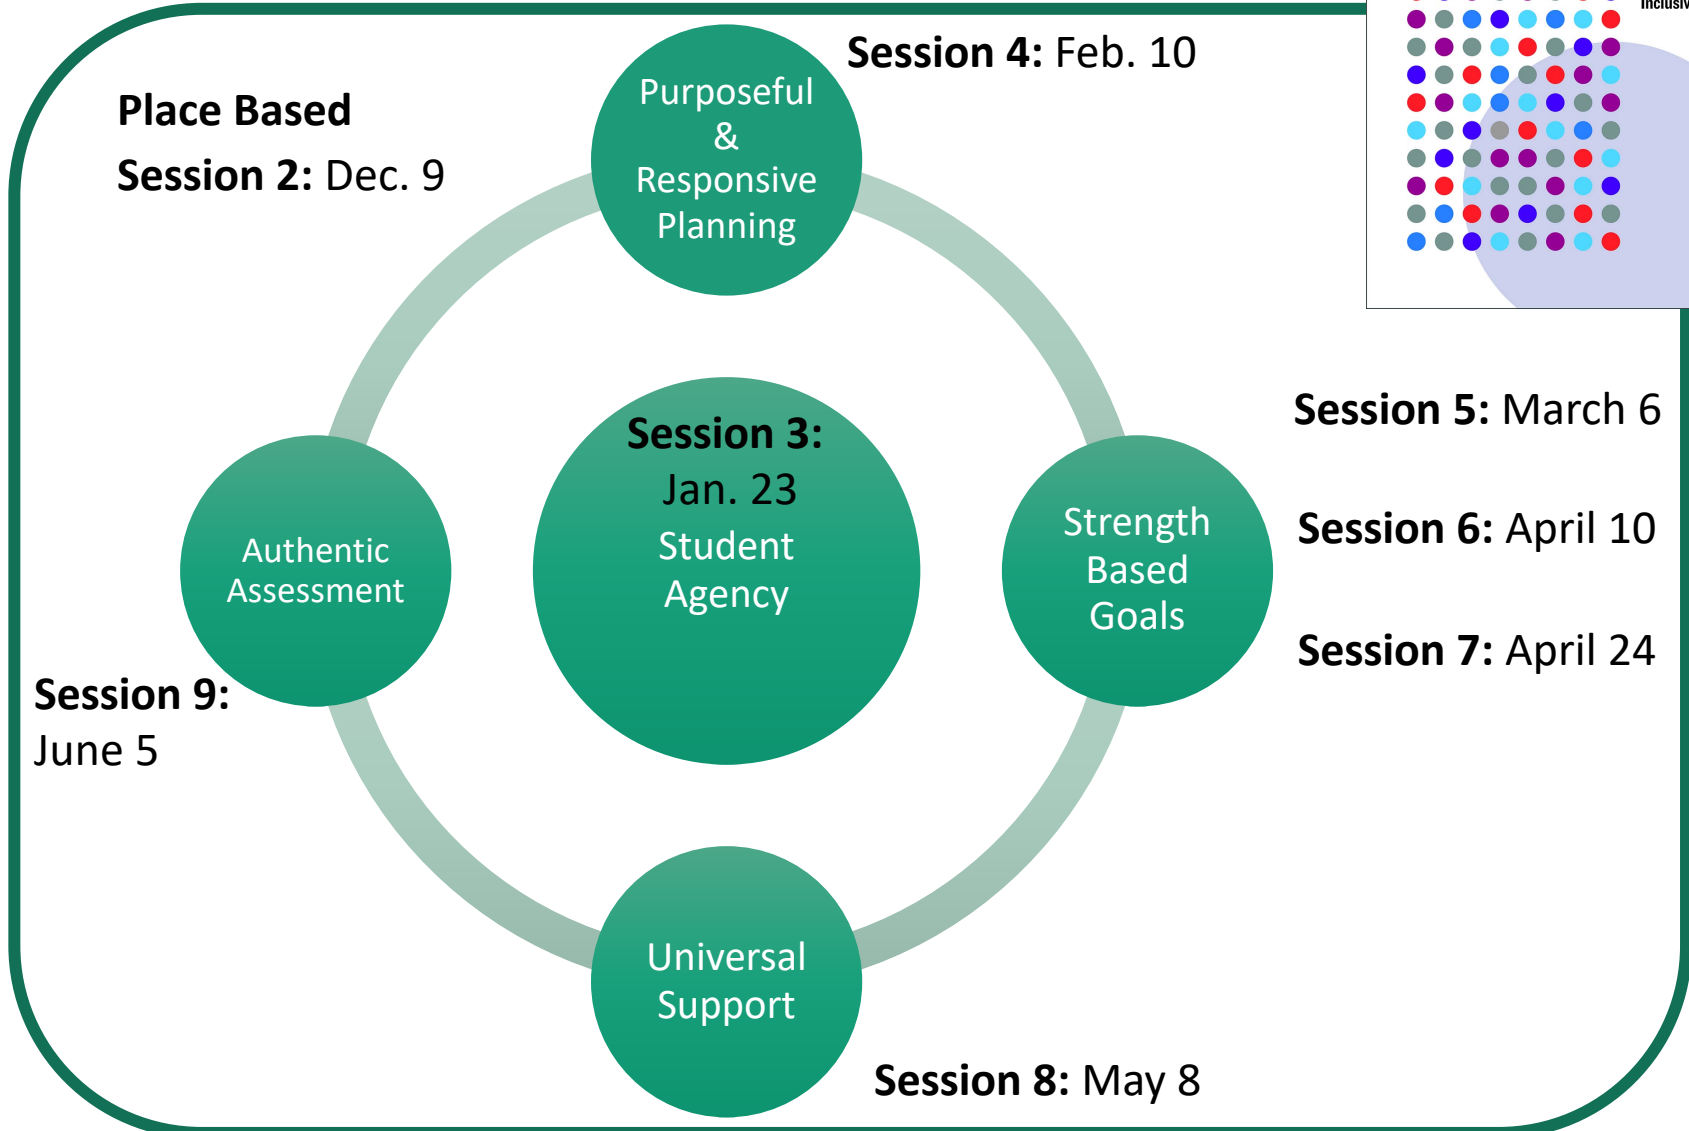 Place Based
Session 2: Dec. 9
Purposeful
&
Responsive
Planning
Session 4: Feb. 10
Session 3:
Jan. 23
Student
Agency
Strength
Based
Goals
Session 5: March 6
Session 6: April 10
Session 7: April 24
Authentic
Assessment
Session 9:
June 5
Universal
Support
Session 8: May 8